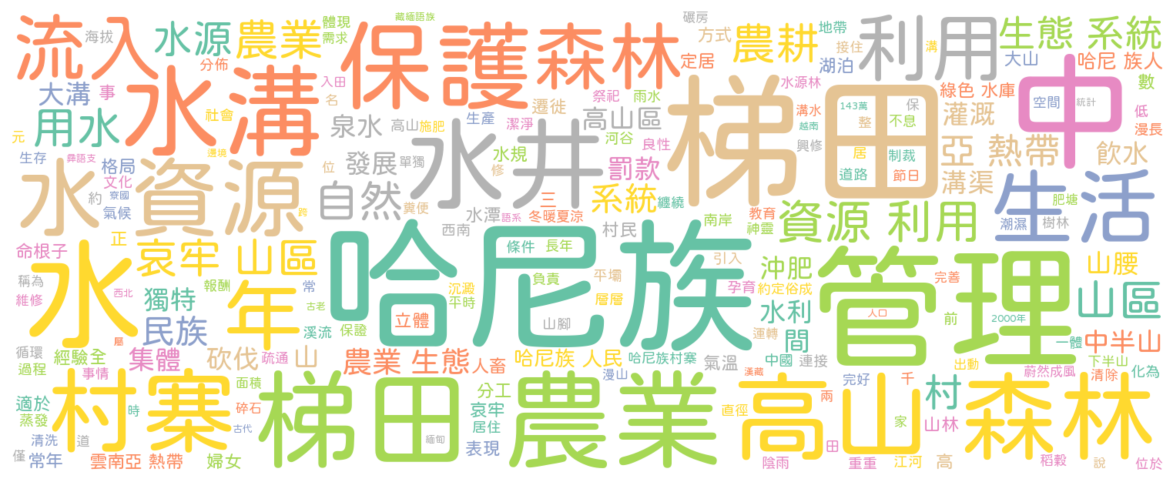 流入
海拔
水源
農業
體現
需求
藏緬語族
分佈
入田
名
保護
森林
碾房
方式
定居
農耕
地帶
接住
湖泊
利用
溝
生態 系統
大山
哈尼 族人
水源林
綠色 水庫
數
大溝
事
水溝
社會
用水
元
邊境
祭祀
雨水
遷徙
泉水
高山
施肥
生產
潔淨
高山區
河谷
良性
溝水
越南
興修
梯田
143萬
保
整
不息
居
制裁
道路
節日
灌溉
空間
統計
中
低
漫長
亞 熱帶
飲水
生存
彝語支
格局
文化
寮國
約
氣候
水資源
位
發展
單獨
修
水規
水井
罰款
自然
糞便
系統
三
纏繞
冬暖夏涼
語系
水潭
西南
村民
南岸
教育
神靈
溝渠
生活
肥塘
潮濕
樹林
資源 利用
跨
正
命根子
哀牢 山區
稱為
維修
西北
水
年
報酬
常
古老
獨特
民族
溪流
保證
層
哈尼族
條件
長年
負責
平壩
沉澱
平時
層層
立體
山腳
引入
孕育
約定俗成
沖肥
水利
完善
間
運轉
管理
人口
前
2000年
山腰
山區
一體
中半山
循環
過程
經驗全
事情
集體
砍伐
疏通
山
農業 生態
人畜
哈尼族 人民
漫山
哈尼族村寨
氣溫
中國
連接
漢藏
出動
下半山
清除
蔚然成風
化為
適於
蒸發
村寨
時
面積
碎石
古代
清洗
道
僅
常年
雲南亞 熱帶
婦女
梯田
緬甸
農業
分工
哀牢
居住
表現
直徑
完好
高山
兩
千
家
村
山林
田
陰雨
重重
江河
高
森林
稻穀
說
位於